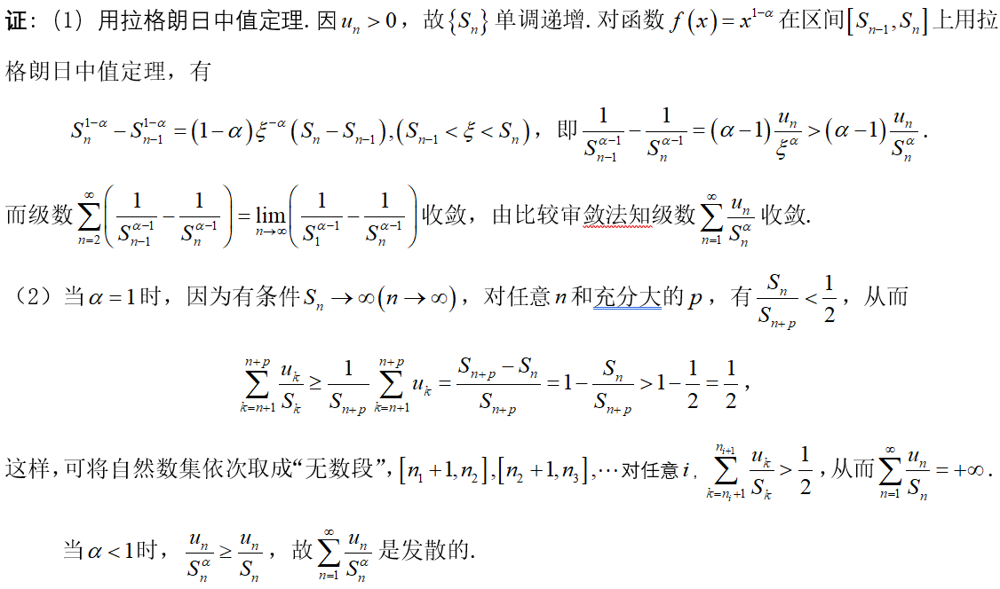 证:(1) 用拉格朗日中值定理. 因 $u_n > 0$,故 $\{S_n\}$ 单调递增. 对函数 $f(x) = x^{1-\alpha}$ 在区间 $[S_{n-1}, S_n]$ 上用拉
格朗日中值定理,有
$S_n^{1-\alpha} - S_{n-1}^{1-\alpha} = (1-\alpha)\xi^{-\alpha}(S_n - S_{n-1}), (S_{n-1} < \xi < S_n)$,即 $\frac{1}{S_{n-1}^{\alpha-1}} - \frac{1}{S_n^{\alpha-1}} = (\alpha-1)\frac{u_n}{\xi^{\alpha}} > (\alpha-1)\frac{u_n}{S_n^{\alpha}}$.
而级数 $\sum_{n=2}^{\infty}\left(\frac{1}{S_{n-1}^{\alpha-1}} - \frac{1}{S_n^{\alpha-1}}\right) = \lim_{n\to\infty}\left(\frac{1}{S_1^{\alpha-1}} - \frac{1}{S_n^{\alpha-1}}\right)$ 收敛,由比较审敛法知级数 $\sum_{n=1}^{\infty}\frac{u_n}{S_n^{\alpha}}$ 收敛.
(2)当 $\alpha = 1$ 时,因为有条件 $S_n \to \infty (n \to \infty)$,对任意 $n$ 和充分大的 $p$,有 $\frac{S_n}{S_{n+p}} < \frac{1}{2}$,从而
$\sum_{k=n+1}^{n+p}\frac{u_k}{S_k} \geq \frac{1}{S_{n+p}}\sum_{k=n+1}^{n+p}u_k = \frac{S_{n+p} - S_n}{S_{n+p}} = 1 - \frac{S_n}{S_{n+p}} > 1 - \frac{1}{2} = \frac{1}{2}$,
这样,可将自然数集依次取成“无数段”,$[n_1+1, n_2], [n_2+1, n_3], \cdots$ 对任意 $i$,$\sum_{k=n_i+1}^{n_{i+1}}\frac{u_k}{S_k} > \frac{1}{2}$,从而 $\sum_{n=1}^{\infty}\frac{u_n}{S_n} = +\infty$.
当 $\alpha < 1$ 时,$\frac{u_n}{S_n^{\alpha}} \geq \frac{u_n}{S_n}$,故 $\sum_{n=1}^{\infty}\frac{u_n}{S_n^{\alpha}}$ 是发散的.